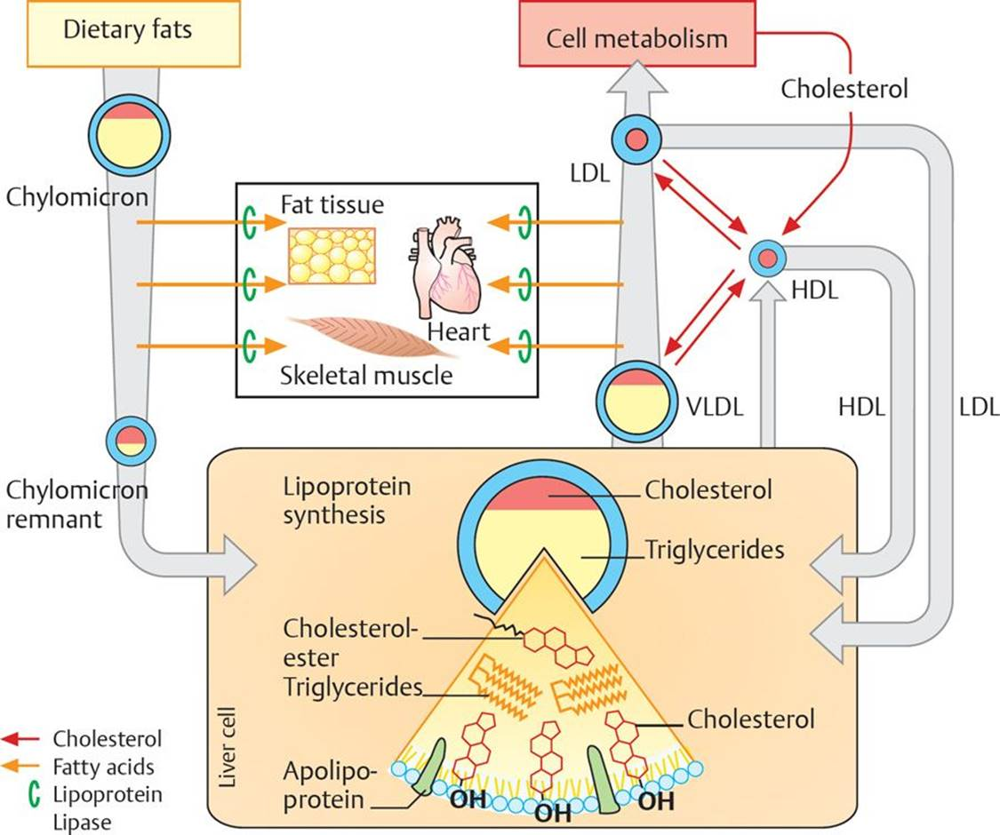 Dietary fats
Cell metabolism
Cholesterol
Chylomicron
LDL
Fat tissue
Heart
Skeletal muscle
HDL
VLDL
HDL
LDL
Chylomicron
remnant
Lipoprotein
synthesis
Cholesterol
Triglycerides
Cholesterol-
ester
Triglycerides
Cholesterol
Apolipo-
protein
OH
OH
OH
Liver cell
Cholesterol
Fatty acids
Lipoprotein
Lipase